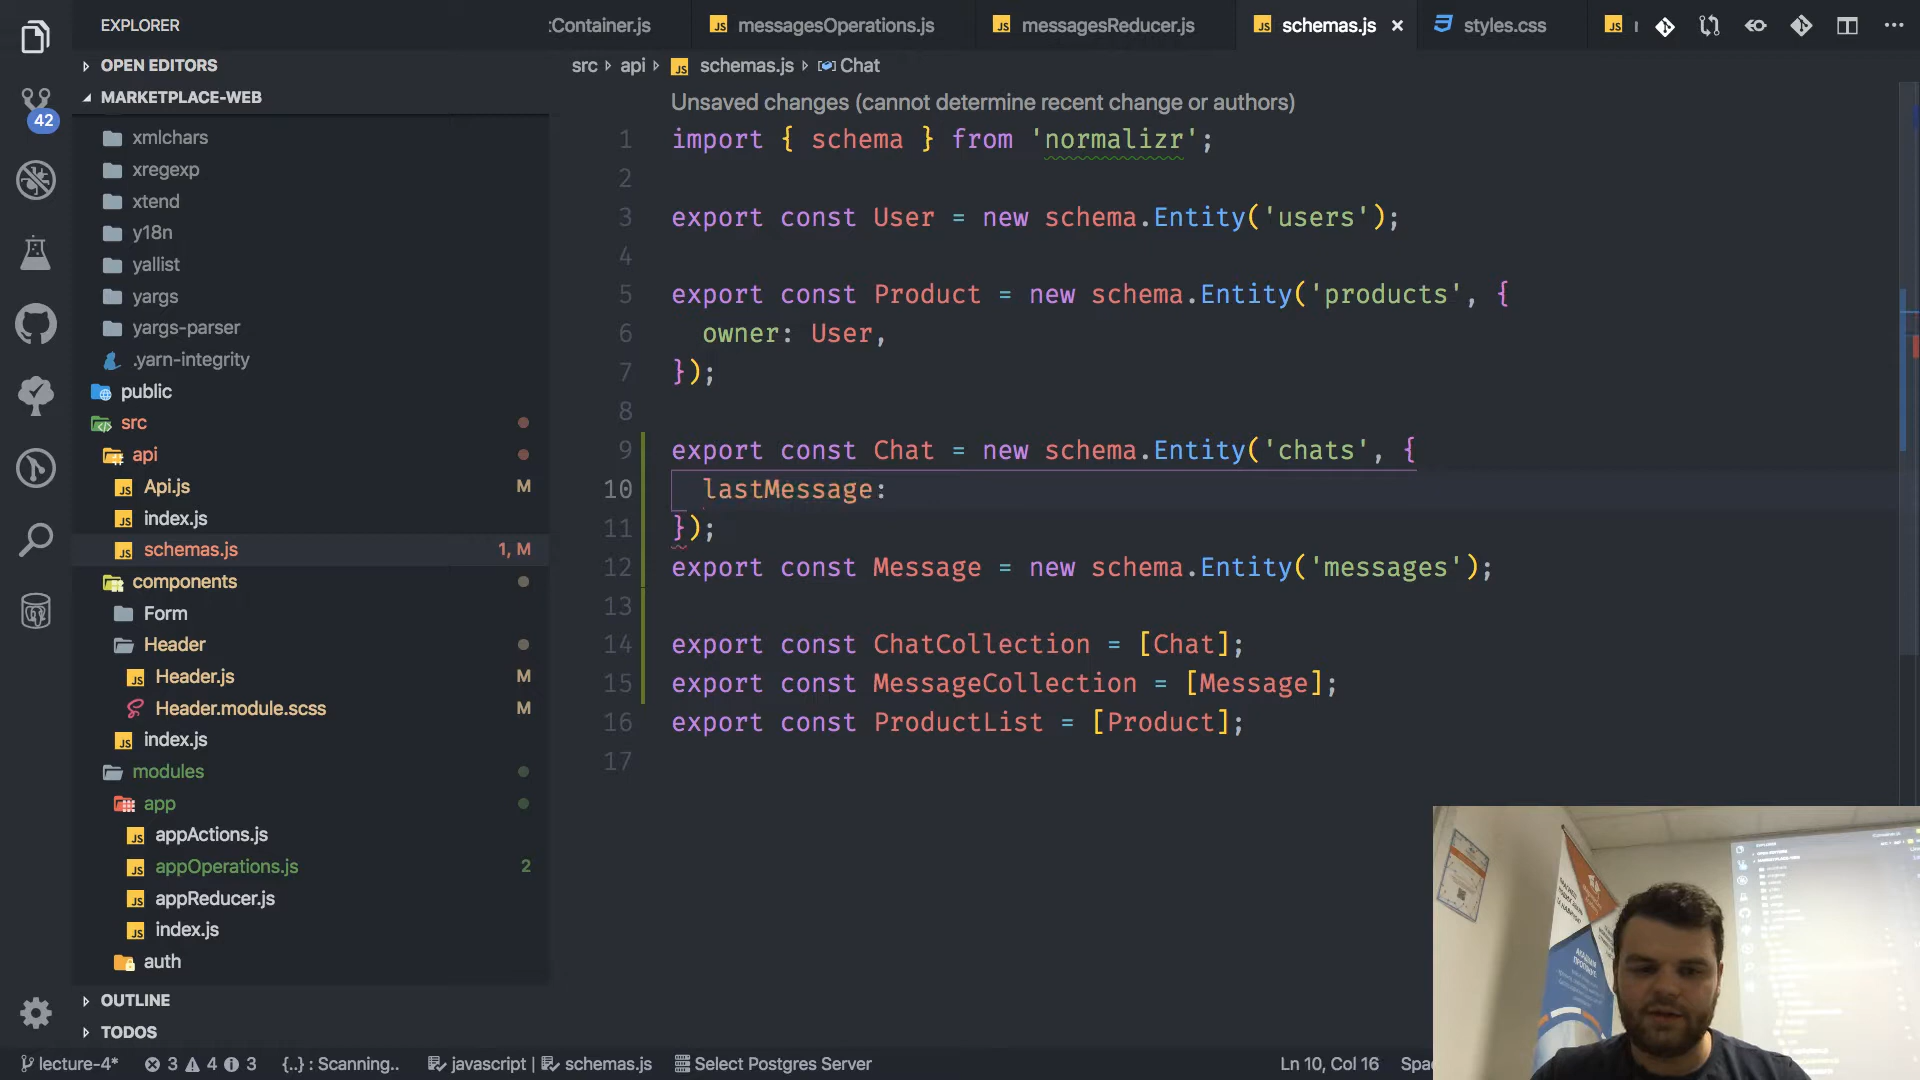 EXPLORER
:Container.js
messagesOperations.js
messagesReducer.js
schemas.js
styles.css
OPEN EDITORS
src › api › schemas.js › Chat
MARKETPLACE-WEB
42
xmlchars
xregexp
xtend
y18n
yallist
yargs
yargs-parser
.yarn-integrity
public
src
api
Api.js M
index.js
schemas.js 1, M
components
Form
Header
Header.js M
Header.module.scss M
index.js
modules
app
appActions.js
appOperations.js 2
appReducer.js
index.js
auth
OUTLINE
TODOS
Unsaved changes (cannot determine recent change or authors)
1 import { schema } from 'normalizr';
2
3 export const User = new schema.Entity('users');
4
5 export const Product = new schema.Entity('products', {
6 owner: User,
7 });
8
9 export const Chat = new schema.Entity('chats', {
10 lastMessage:
11 });
12 export const Message = new schema.Entity('messages');
13
14 export const ChatCollection = [Chat];
15 export const MessageCollection = [Message];
16 export const ProductList = [Product];
17
lecture-4* 3 4 3 {..} : Scanning.. javascript | schemas.js Select Postgres Server Ln 10, Col 16